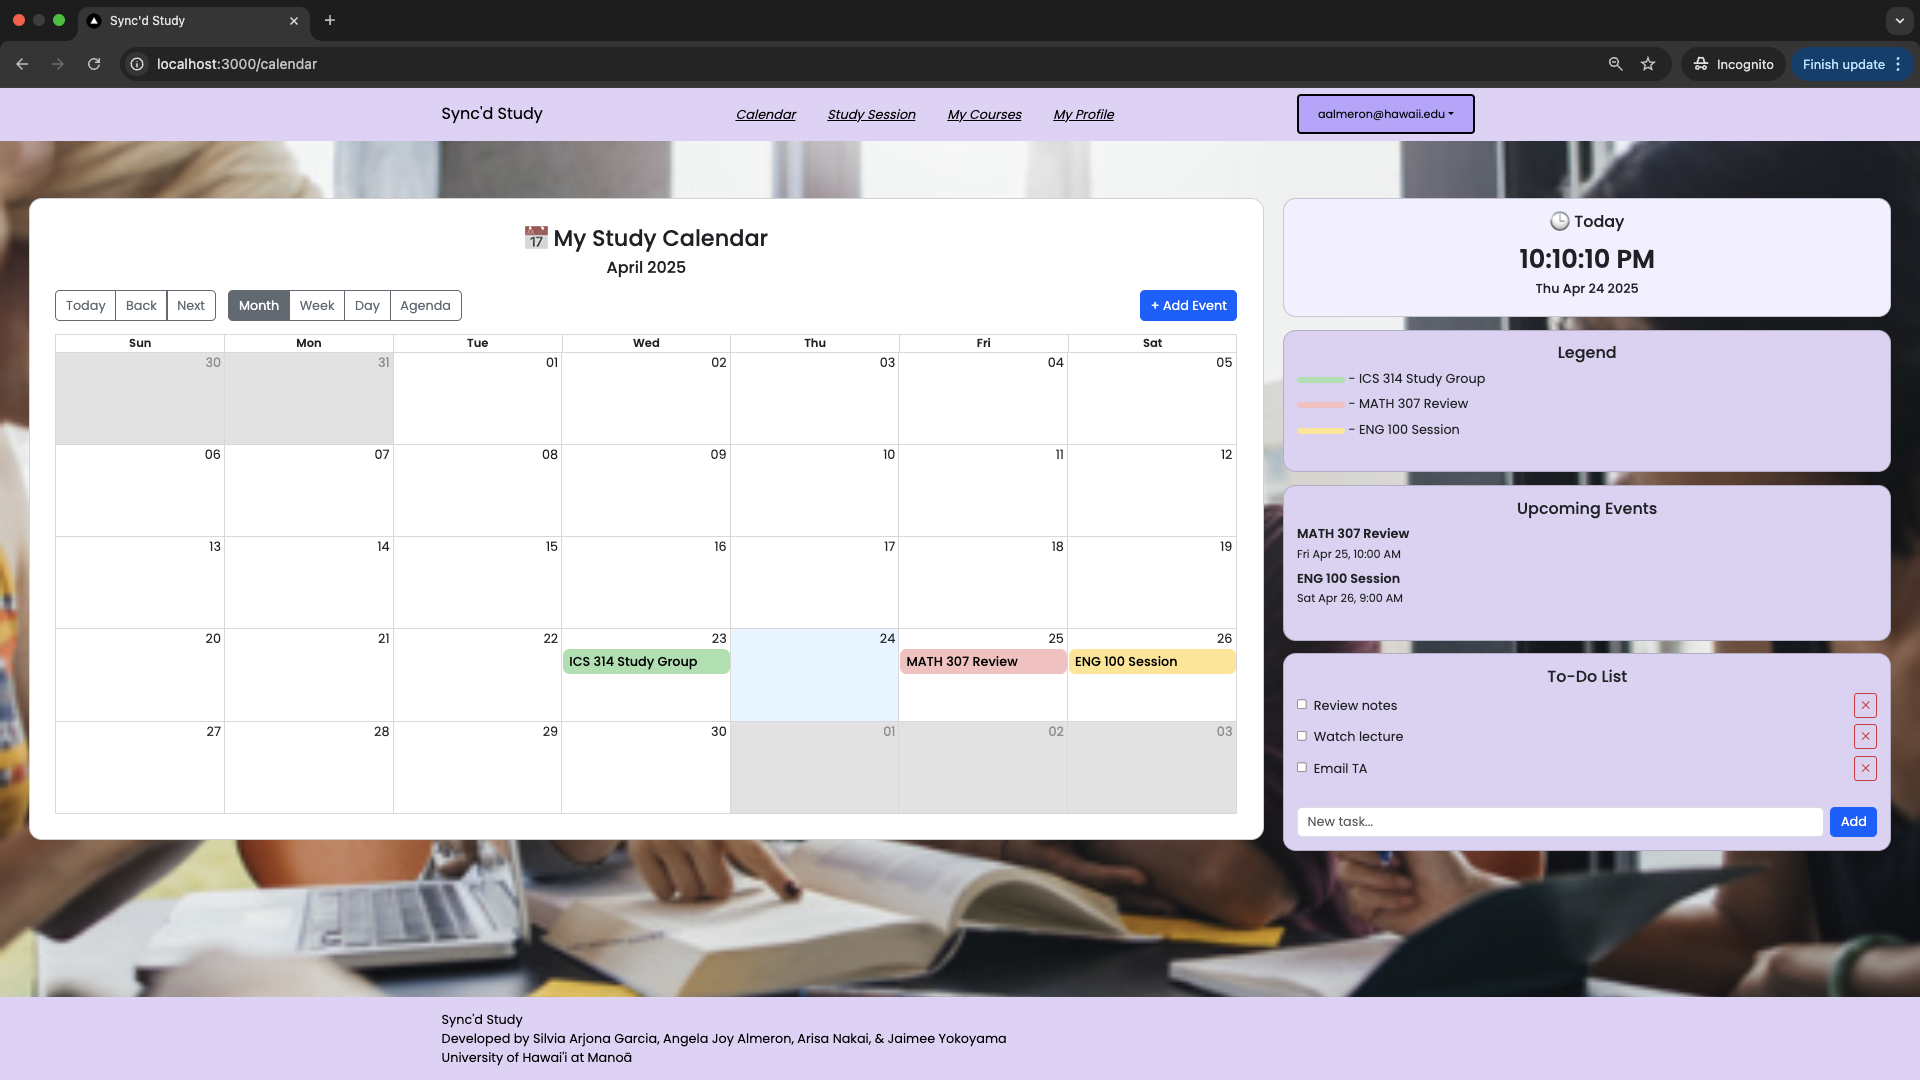 Sync'd Study
localhost:3000/calendar
Incognito
Finish update
Sync'd Study
Calendar
Study Session
My Courses
My Profile
aalmeron@hawaii.edu
17 My Study Calendar
April 2025
Today Back Next Month Week Day Agenda + Add Event
Sun Mon Tue Wed Thu Fri Sat
30 31 01 02 03 04 05
06 07 08 09 10 11 12
13 14 15 16 17 18 19
20 21 22 23 24 25 26
ICS 314 Study Group MATH 307 Review ENG 100 Session
27 28 29 30 01 02 03
Today
10:10:10 PM
Thu Apr 24 2025
Legend
- ICS 314 Study Group
- MATH 307 Review
- ENG 100 Session
Upcoming Events
MATH 307 Review
Fri Apr 25, 10:00 AM
ENG 100 Session
Sat Apr 26, 9:00 AM
To-Do List
Review notes
Watch lecture
Email TA
New task... Add
Sync'd Study
Developed by Silvia Arjona Garcia, Angela Joy Almeron, Arisa Nakai, & Jaimee Yokoyama
University of Hawai'i at Manoā